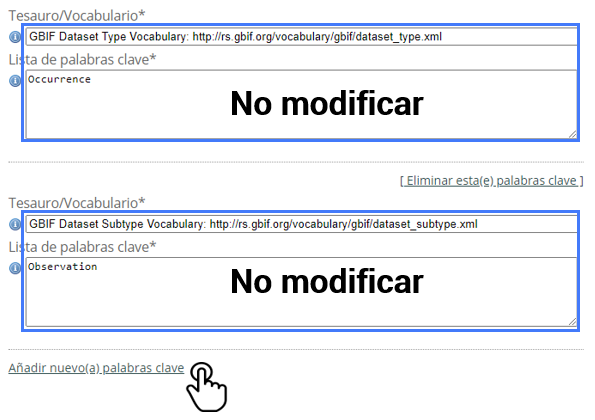 Tesauro/Vocabulario*
GBIF Dataset Type Vocabulary: http://rs.gbif.org/vocabulary/gbif/dataset_type.xml
Lista de palabras clave*
Occurrence
No modificar
[ Eliminar esta(e) palabras clave ]
Tesauro/Vocabulario*
GBIF Dataset Subtype Vocabulary: http://rs.gbif.org/vocabulary/gbif/dataset_subtype.xml
Lista de palabras clave*
Observation
No modificar
Añadir nuevo(a) palabras clave